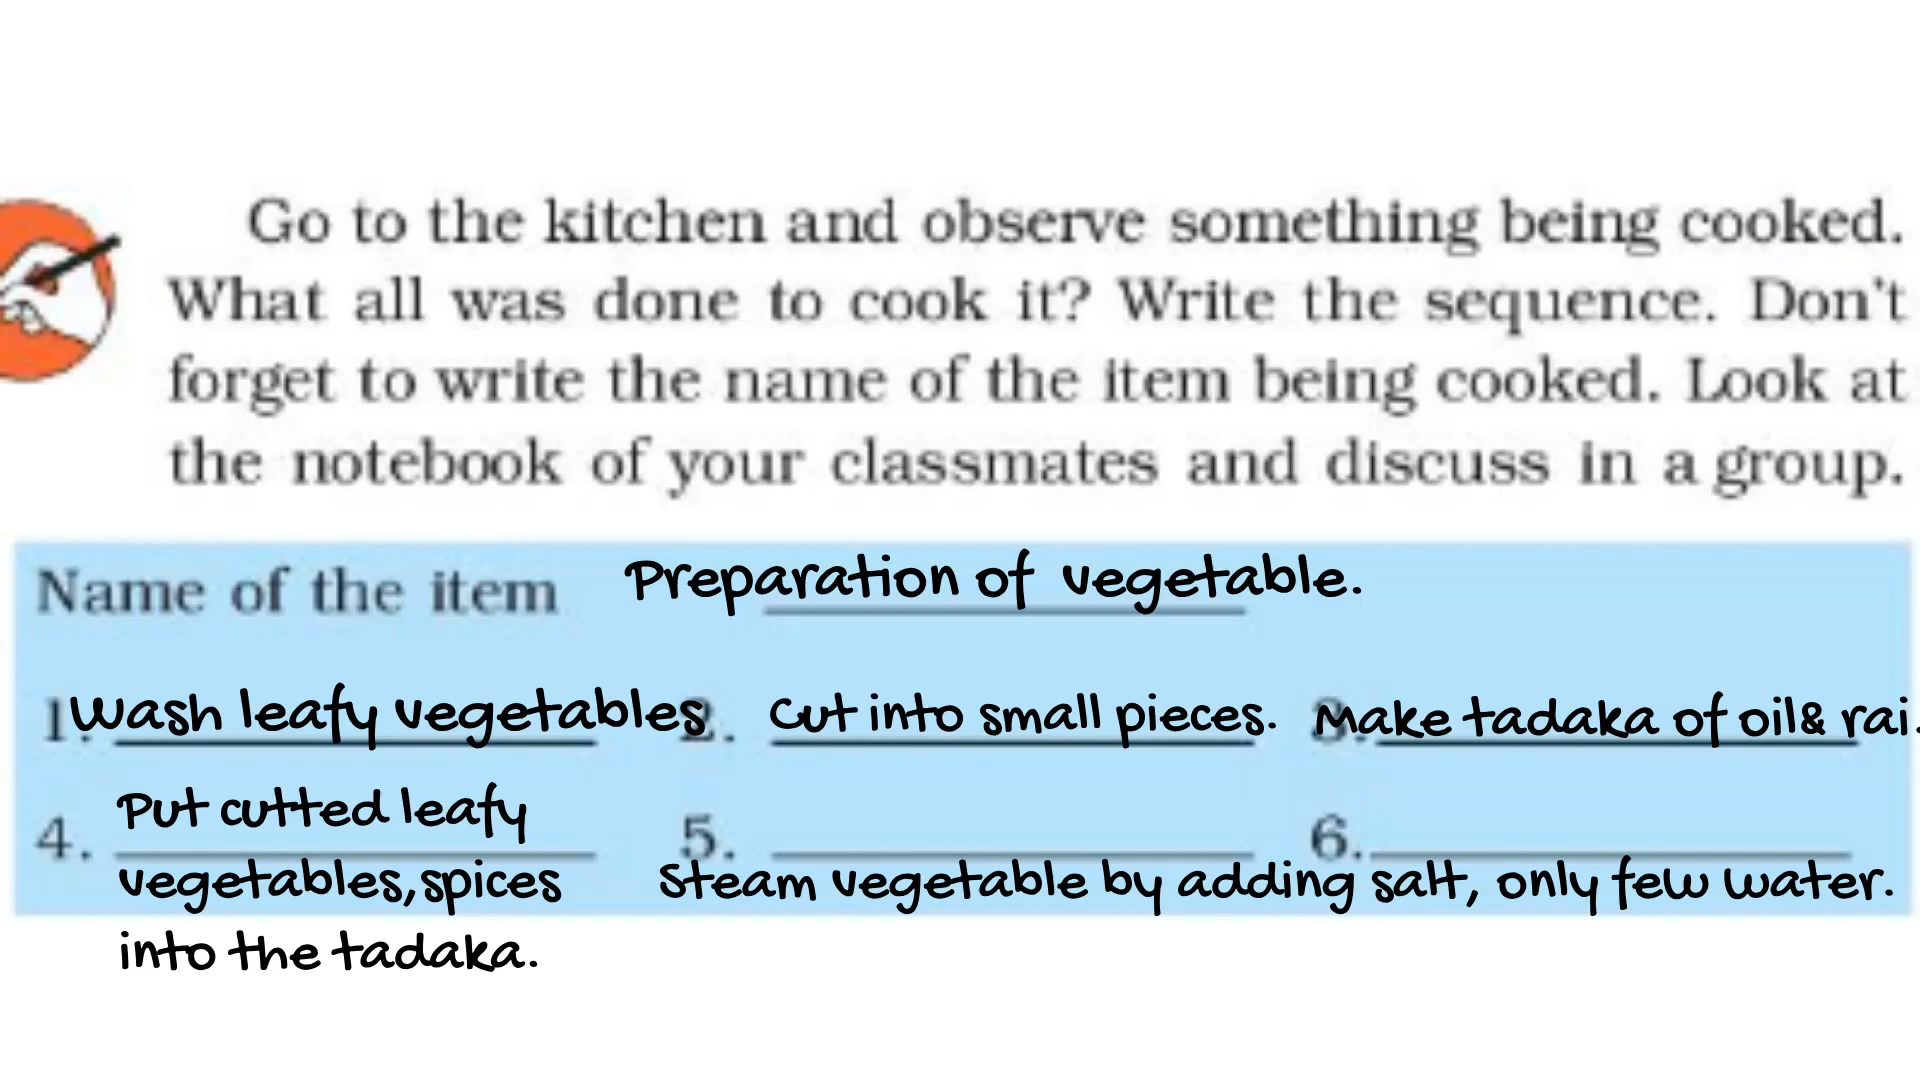 Go to the kitchen and observe something being cooked.
What all was done to cook it? Write the sequence. Don't
forget to write the name of the item being cooked. Look at
the notebook of your classmates and discuss in a group.
Name of the item Preparation of vegetable.
1. Wash leafy vegetables 2. Cut into small pieces. 3. Make tadaka of oil & rai.
4. Put cutted leafy
vegetables, spices
into the tadaka.
5. 6.
Steam vegetable by adding salt, only few water.